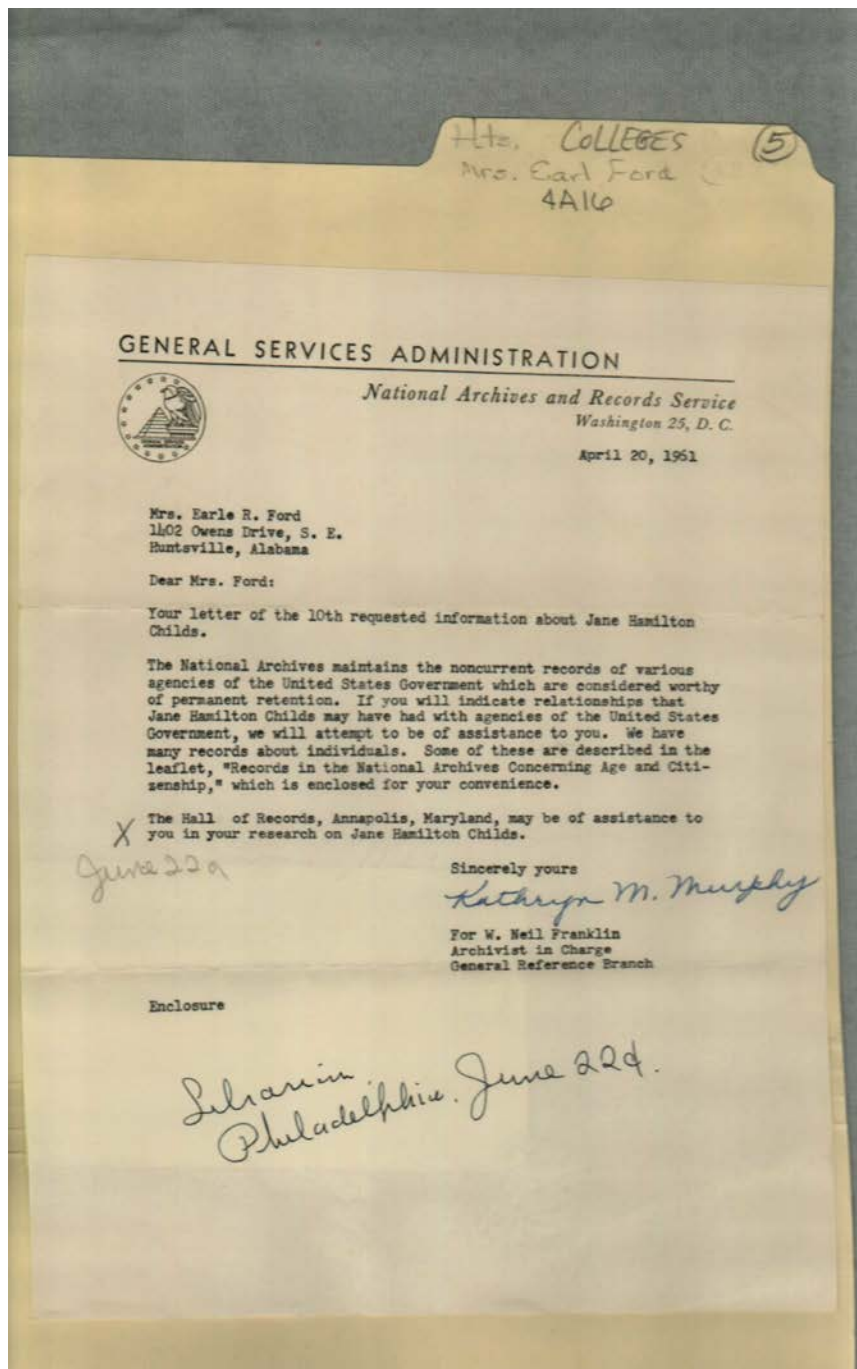 Hts. COLLEGES 5
Mrs. Earl Ford
4A16
GENERAL SERVICES ADMINISTRATION
National Archives and Records Service
Washington 25, D. C.
April 20, 1961
Mrs. Earle R. Ford
1402 Owens Drive, S. E.
Huntsville, Alabama
Dear Mrs. Ford:
Your letter of the 10th requested information about Jane Hamilton
Childs.
The National Archives maintains the noncurrent records of various
agencies of the United States Government which are considered worthy
of permanent retention. If you will indicate relationships that
Jane Hamilton Childs may have had with agencies of the United States
Government, we will attempt to be of assistance to you. We have
many records about individuals. Some of these are described in the
leaflet, "Records in the National Archives Concerning Age and Citi-
zenship," which is enclosed for your convenience.
The Hall of Records, Annapolis, Maryland, may be of assistance to
X you in your research on Jane Hamilton Childs.
June 22
Sincerely yours
Kathryn M. Murphy
For W. Neil Franklin
Archivist in Charge
General Reference Branch
Enclosure
Philadelphia. June 22d.